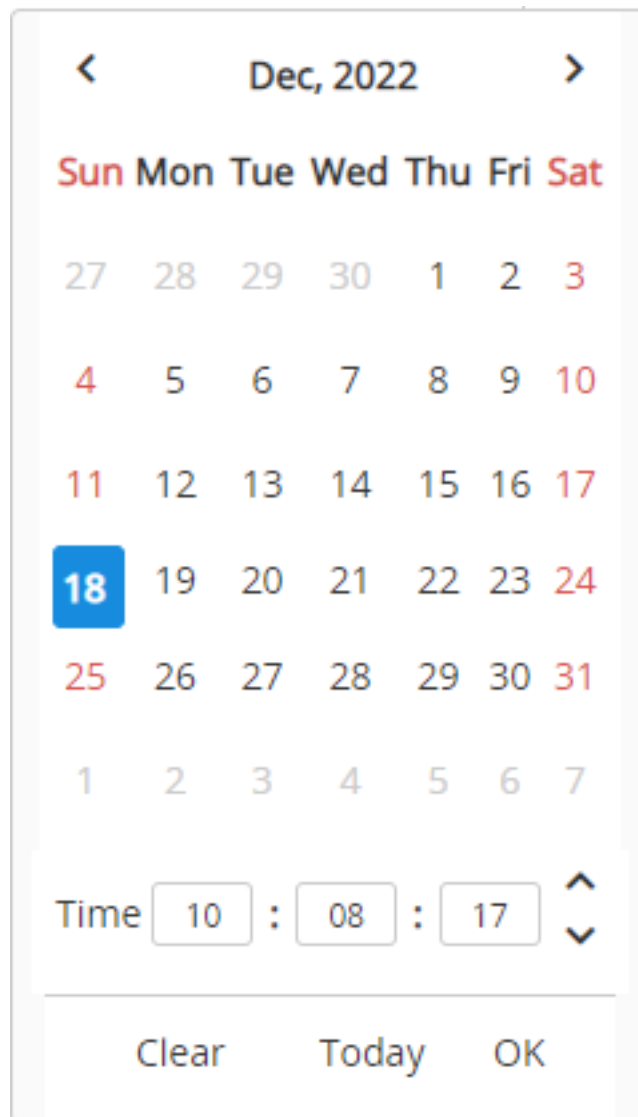 Dec, 2022
Sun Mon Tue Wed Thu Fri Sat
27 28 29 30 1 2 3
4 5 6 7 8 9 10
11 12 13 14 15 16 17
18 19 20 21 22 23 24
25 26 27 28 29 30 31
1 2 3 4 5 6 7
Time 10 : 08 : 17
Clear Today OK